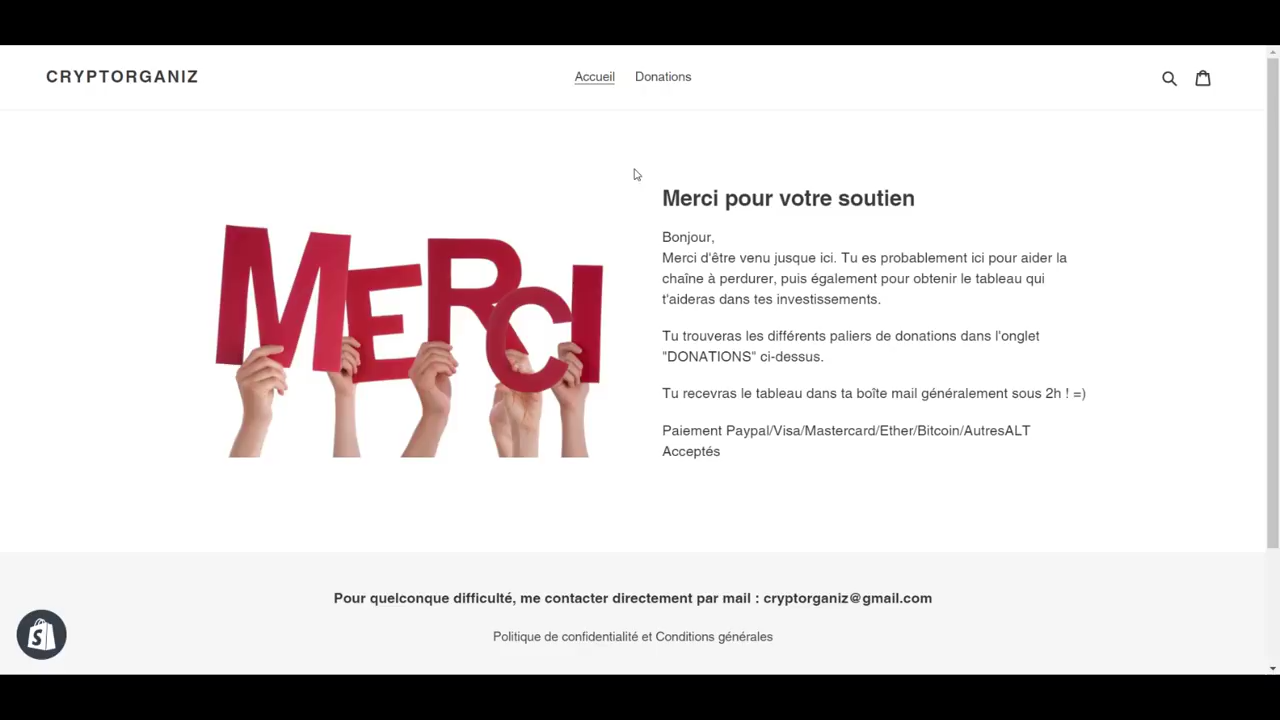 CRYPTORGANIZ
Accueil
Donations
MERCI
Merci pour votre soutien
Bonjour,
Merci d'être venu jusque ici. Tu es probablement ici pour aider la
chaîne à perdurer, puis également pour obtenir le tableau qui
t'aideras dans tes investissements.
Tu trouveras les différents paliers de donations dans l'onglet
"DONATIONS" ci-dessus.
Tu recevras le tableau dans ta boîte mail généralement sous 2h ! =)
Paiement Paypal/Visa/Mastercard/Ether/Bitcoin/AutresALT
Acceptés
Pour quelconque difficulté, me contacter directement par mail : cryptorganiz@gmail.com
Politique de confidentialité et Conditions générales
S